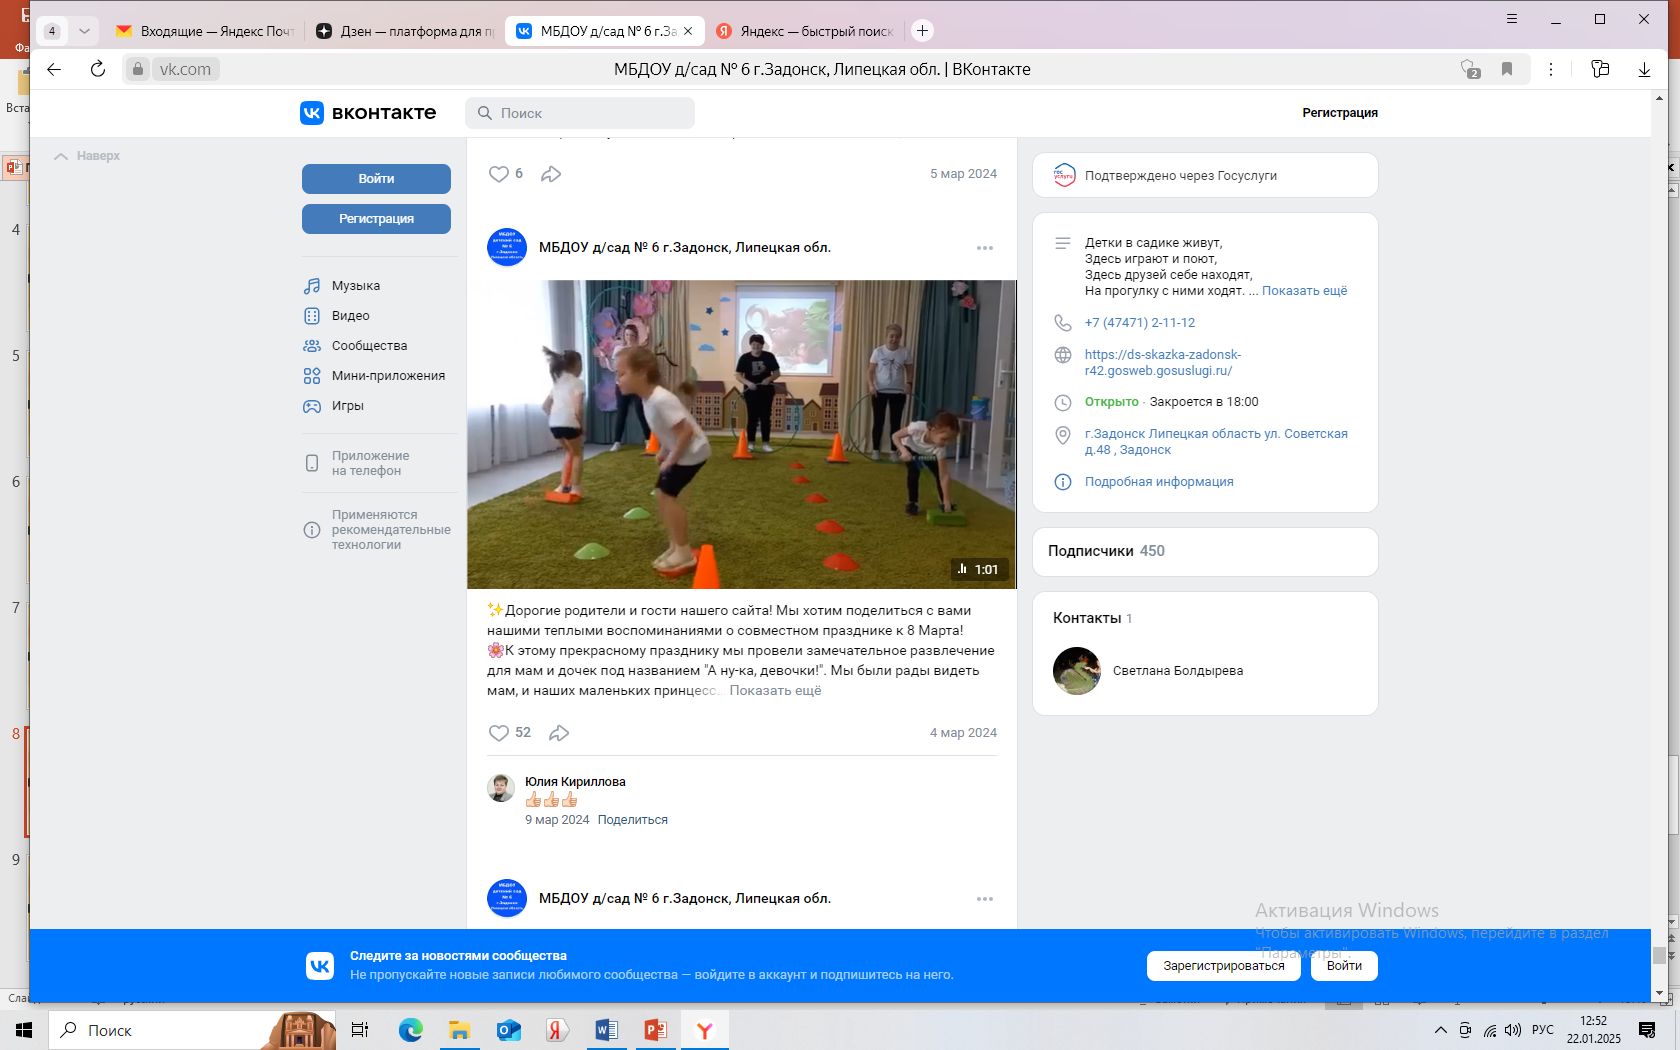 4
Входящие — Яндекс Почт
Дзен — платформа для п
МБДОУ д/сад № 6 г.За
Яндекс — быстрый поиск
vk.com
МБДОУ д/сад № 6 г.Задонск, Липецкая обл. | ВКонтакте
2
вконтакте
Поиск
Регистрация
Наверх
Войти
Регистрация
Музыка
Видео
Сообщества
Мини-приложения
Игры
Приложение
на телефон
Применяются
рекомендательные
технологии
6
5 мар 2024
МБДОУ д/сад № 6 г.Задонск, Липецкая обл.
1:01
✨Дорогие родители и гости нашего сайта! Мы хотим поделиться с вами
нашими теплыми воспоминаниями о совместном празднике к 8 Марта!
🌸К этому прекрасному празднику мы провели замечательное развлечение
для мам и дочек под названием "А ну-ка, девочки!". Мы были рады видеть
мам, и наших маленьких принцесс... Показать ещё
52
4 мар 2024
Юлия Кириллова
👍🏻👍🏻👍🏻
9 мар 2024 Поделиться
МБДОУ д/сад № 6 г.Задонск, Липецкая обл.
Подтверждено через Госуслуги
Детки в садике живут,
Здесь играют и поют,
Здесь друзей себе находят,
На прогулку с ними ходят. ... Показать ещё
+7 (47471) 2-11-12
https://ds-skazka-zadonsk-
r42.gosweb.gosuslugi.ru/
Открыто · Закроется в 18:00
г.Задонск Липецкая область ул. Советская
д.48 , Задонск
Подробная информация
Подписчики 450
Контакты 1
Светлана Болдырева
Активация Windows
Чтобы активировать Windows, перейдите в раздел
"Параметры".
Следите за новостями сообщества
Не пропускайте новые записи любимого сообщества — войдите в аккаунт и подпишитесь на него.
Зарегистрироваться
Войти
4
5
6
7
8
9
Поиск
РУС
12:52
22.01.2025